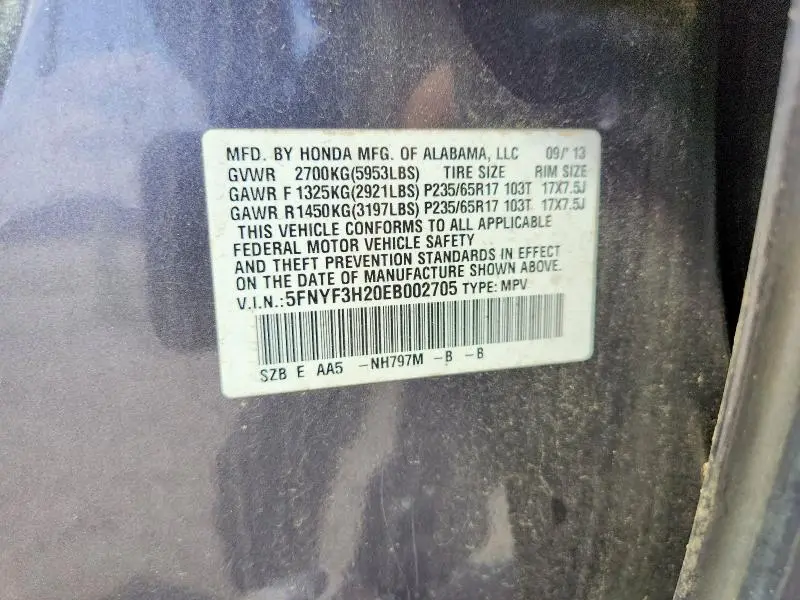 MFD. BY HONDA MFG. OF ALABAMA, LLC 09/'13
GVWR 2700KG(5953LBS) TIRE SIZE RIM SIZE
GAWR F 1325KG(2921LBS) P235/65R17 103T 17X7.5J
GAWR R1450KG(3197LBS) P235/65R17 103T 17X7.5J
THIS VEHICLE CONFORMS TO ALL APPLICABLE
FEDERAL MOTOR VEHICLE SAFETY
AND THEFT PREVENTION STANDARDS IN EFFECT
ON THE DATE OF MANUFACTURE SHOWN ABOVE.
V.I.N.:5FNYF3H20EB002705 TYPE: MPV
SZB E AA5 -NH797M -B -B